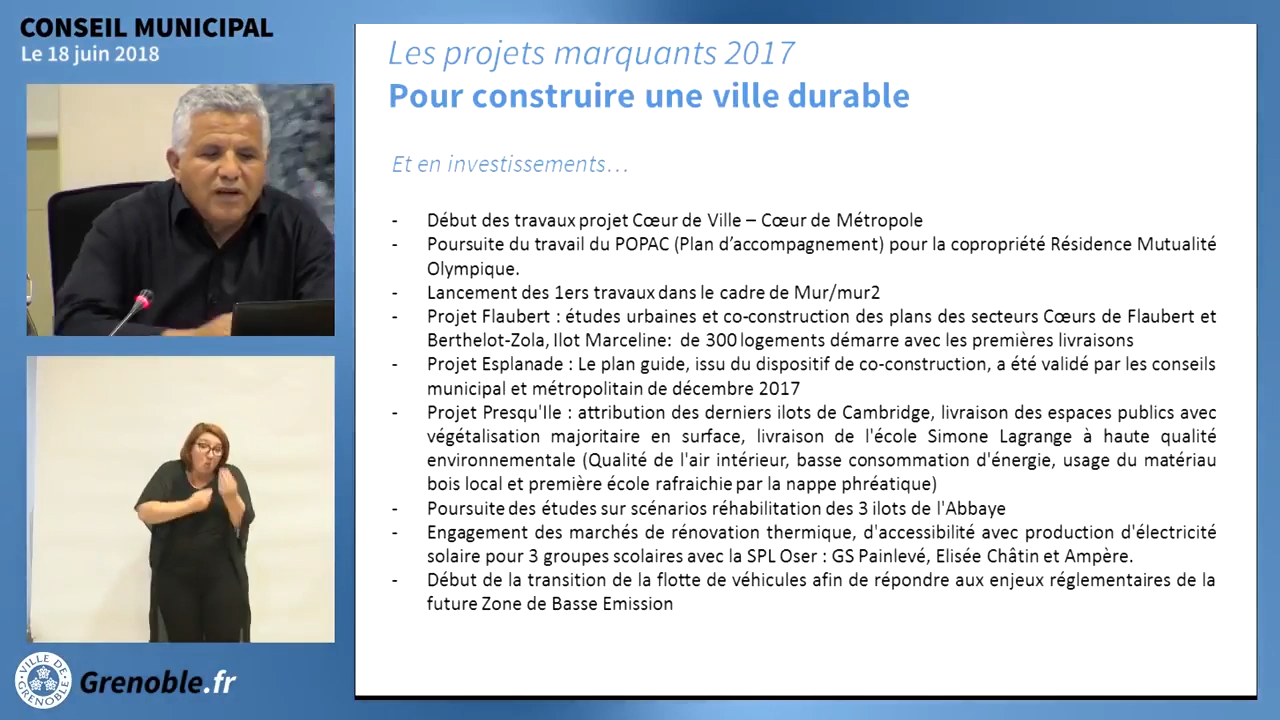 CONSEIL MUNICIPAL
Le 18 juin 2018
Les projets marquants 2017
Pour construire une ville durable
Et en investissements…
- Début des travaux projet Cœur de Ville – Cœur de Métropole
- Poursuite du travail du POPAC (Plan d’accompagnement) pour la copropriété Résidence Mutualité
Olympique.
- Lancement des 1ers travaux dans le cadre de Mur/mur2
- Projet Flaubert : études urbaines et co-construction des plans des secteurs Cœurs de Flaubert et
Berthelot-Zola, Ilot Marceline: de 300 logements démarre avec les premières livraisons
- Projet Esplanade : Le plan guide, issu du dispositif de co-construction, a été validé par les conseils
municipal et métropolitain de décembre 2017
- Projet Presqu'Ile : attribution des derniers ilots de Cambridge, livraison des espaces publics avec
végétalisation majoritaire en surface, livraison de l'école Simone Lagrange à haute qualité
environnementale (Qualité de l'air intérieur, basse consommation d'énergie, usage du matériau
bois local et première école rafraichie par la nappe phréatique)
- Poursuite des études sur scénarios réhabilitation des 3 ilots de l'Abbaye
- Engagement des marchés de rénovation thermique, d'accessibilité avec production d'électricité
solaire pour 3 groupes scolaires avec la SPL Oser : GS Painlevé, Elisée Châtin et Ampère.
- Début de la transition de la flotte de véhicules afin de répondre aux enjeux réglementaires de la
future Zone de Basse Emission
VILLE DE
GRENOBLE
Grenoble.fr